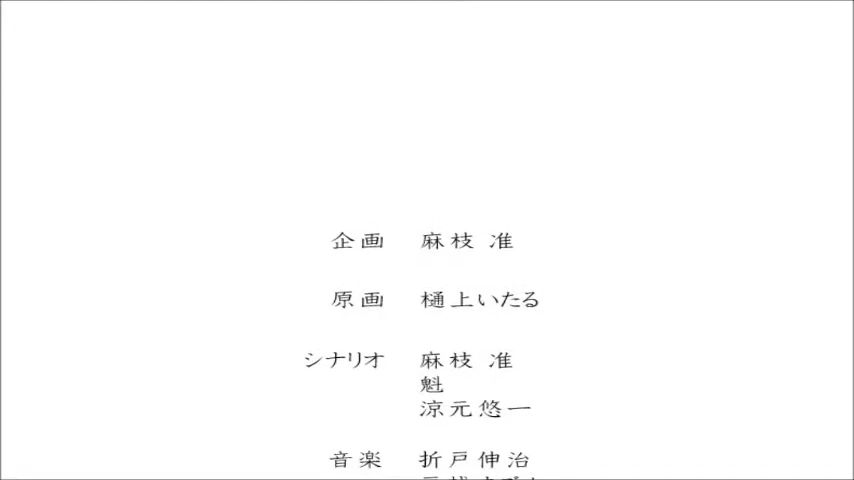 企画 麻枝 准
原画 樋上いたる
シナリオ 麻枝 准
魁
涼元悠一
音楽 折戸伸治